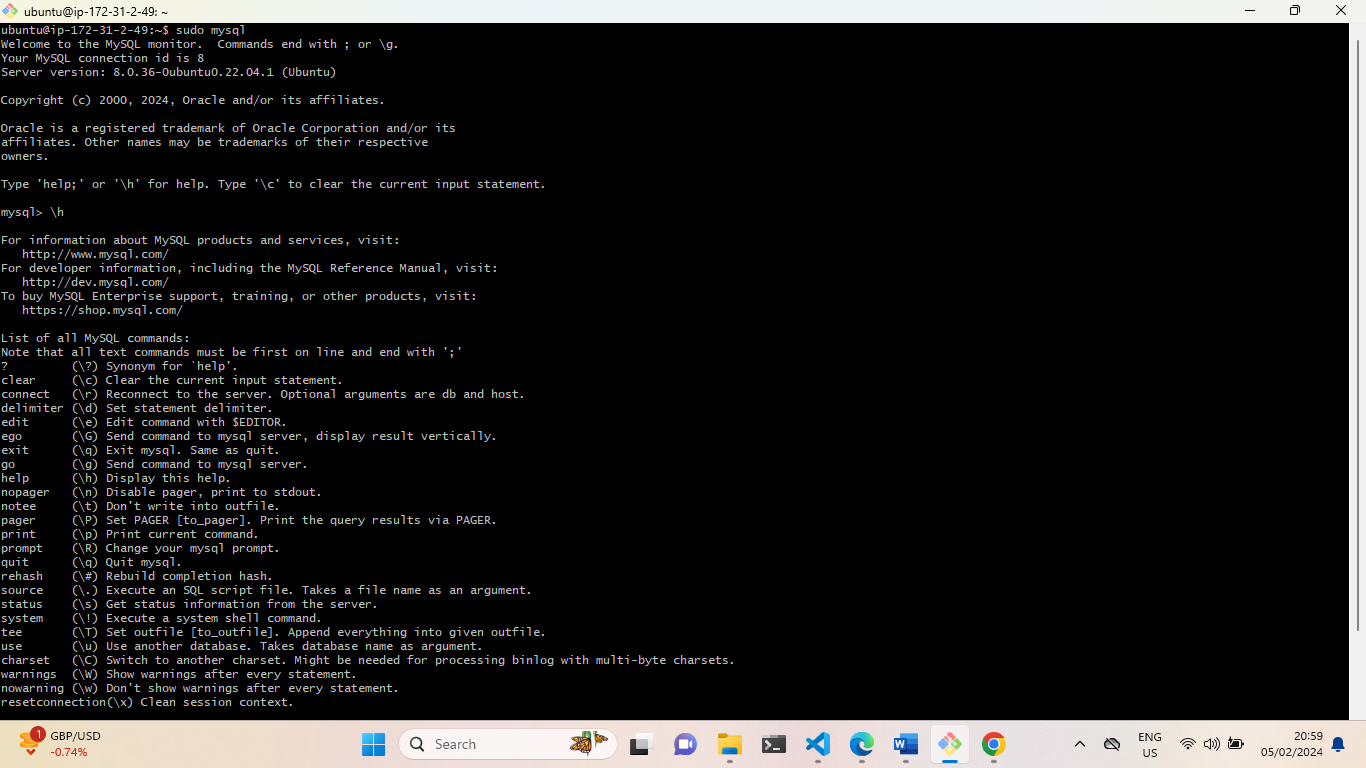 ubuntu@ip-172-31-2-49: ~
ubuntu@ip-172-31-2-49:~$ sudo mysql
Welcome to the MySQL monitor.  Commands end with ; or \g.
Your MySQL connection id is 8
Server version: 8.0.36-0ubuntu0.22.04.1 (Ubuntu)
Copyright (c) 2000, 2024, Oracle and/or its affiliates.
Oracle is a registered trademark of Oracle Corporation and/or its
affiliates. Other names may be trademarks of their respective
owners.
Type 'help;' or '\h' for help. Type '\c' to clear the current input statement.
mysql> \h
For information about MySQL products and services, visit:
   http://www.mysql.com/
For developer information, including the MySQL Reference Manual, visit:
   http://dev.mysql.com/
To buy MySQL Enterprise support, training, or other products, visit:
   https://shop.mysql.com/
List of all MySQL commands:
Note that all text commands must be first on line and end with ';'
?         (\?) Synonym for `help'.
clear     (\c) Clear the current input statement.
connect   (\r) Reconnect to the server. Optional arguments are db and host.
delimiter (\d) Set statement delimiter.
edit      (\e) Edit command with $EDITOR.
ego       (\G) Send command to mysql server, display result vertically.
exit      (\q) Exit mysql. Same as quit.
go        (\g) Send command to mysql server.
help      (\h) Display this help.
nopager   (\n) Disable pager, print to stdout.
notee     (\t) Don't write into outfile.
pager     (\P) Set PAGER [to_pager]. Print the query results via PAGER.
print     (\p) Print current command.
prompt    (\R) Change your mysql prompt.
quit      (\q) Quit mysql.
rehash    (\#) Rebuild completion hash.
source    (\.) Execute an SQL script file. Takes a file name as an argument.
status    (\s) Get status information from the server.
system    (\!) Execute a system shell command.
tee       (\T) Set outfile [to_outfile]. Append everything into given outfile.
use       (\u) Use another database. Takes database name as argument.
charset   (\C) Switch to another charset. Might be needed for processing binlog with multi-byte charsets.
warnings  (\W) Show warnings after every statement.
nowarning (\w) Don't show warnings after every statement.
resetconnection(\x) Clean session context.
1
GBP/USD
-0.74%
Search
ENG
US
20:59
05/02/2024